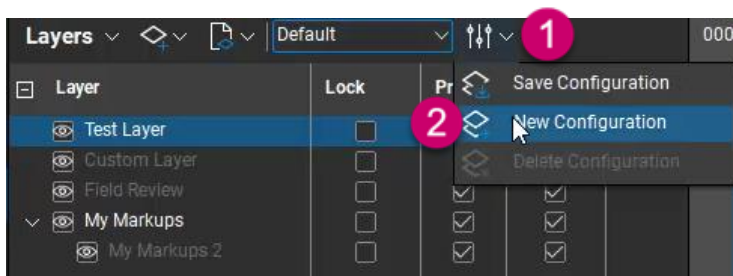 Layers Default 1 000
Layer Lock Pr Save Configuration
Test Layer 2 New Configuration
Custom Layer Delete Configuration
Field Review
My Markups
My Markups 2